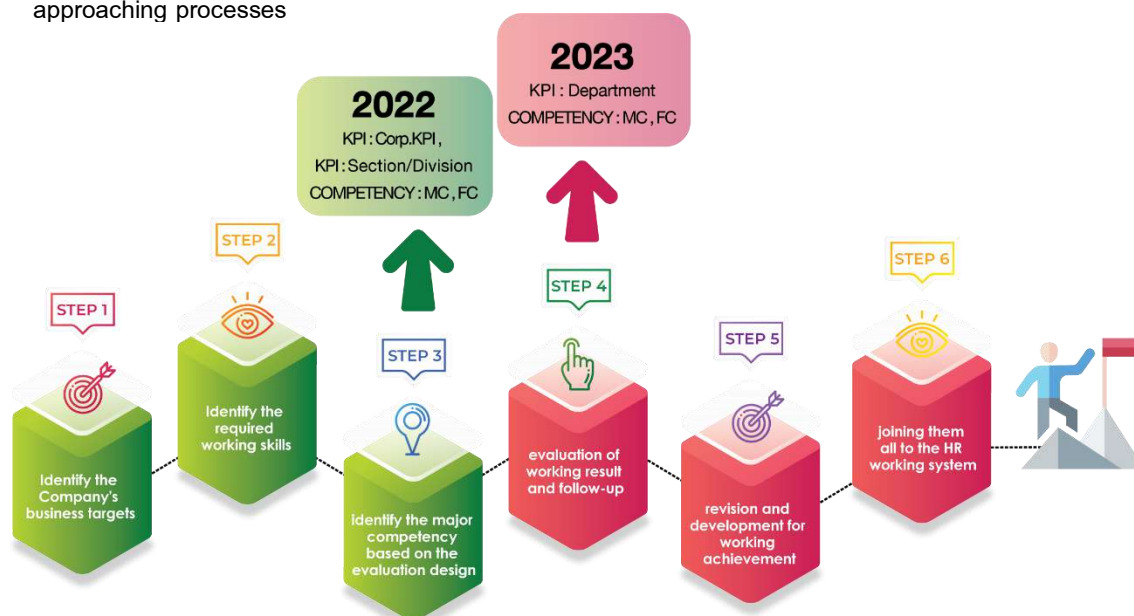 approaching processes
2023
KPI : Department
COMPETENCY : MC , FC
2022
KPI : Corp.KPI ,
KPI : Section/Division
COMPETENCY : MC , FC
STEP 1
Identify the
Company's
business targets
STEP 2
Identify the
required
working skills
STEP 3
identify the major
competency
based on the
evaluation design
STEP 4
evaluation of
working result
and follow-up
STEP 5
revision and
development for
working
achievement
STEP 6
joining them
all to the HR
working system